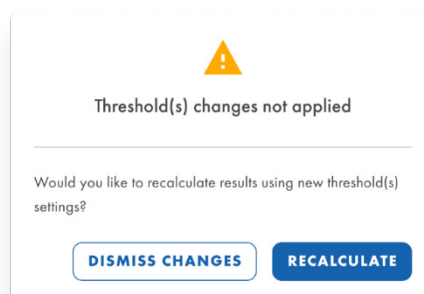 Threshold(s) changes not applied
Would you like to recalculate results using new threshold(s)
settings?
DISMISS CHANGES
RECALCULATE